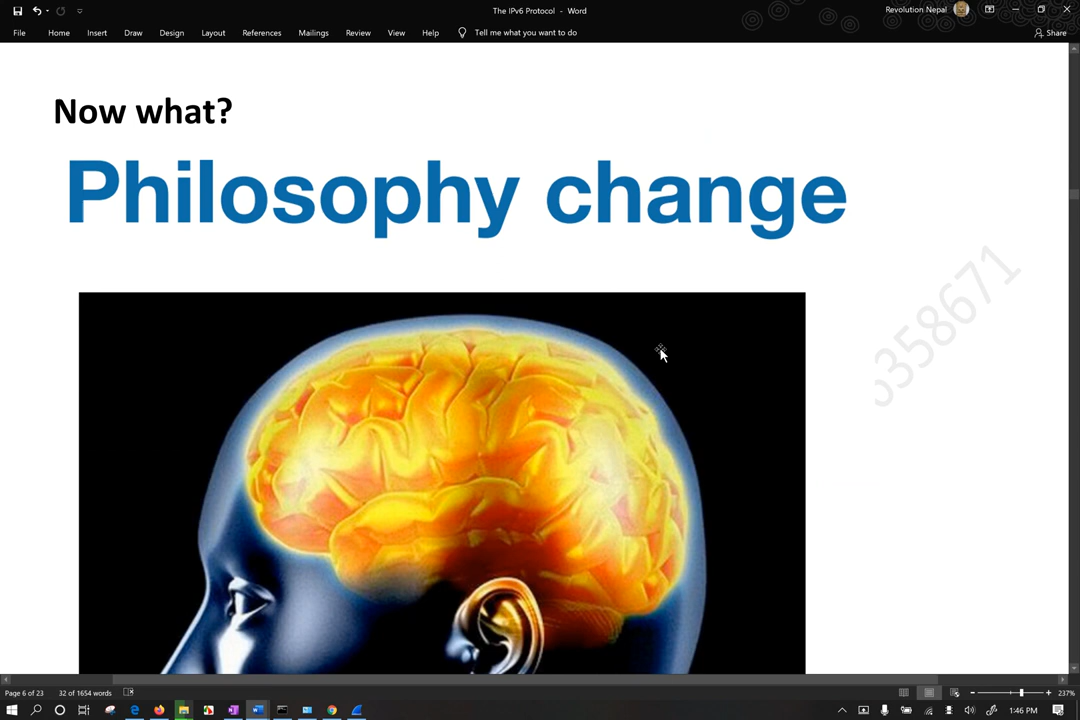 The IPv6 Protocol - Word
Revolution Nepal
File Home Insert Draw Design Layout References Mailings Review View Help Tell me what you want to do Share
Now what?
Philosophy change
358671
Page 6 of 23 32 of 1654 words 237%
1:46 PM